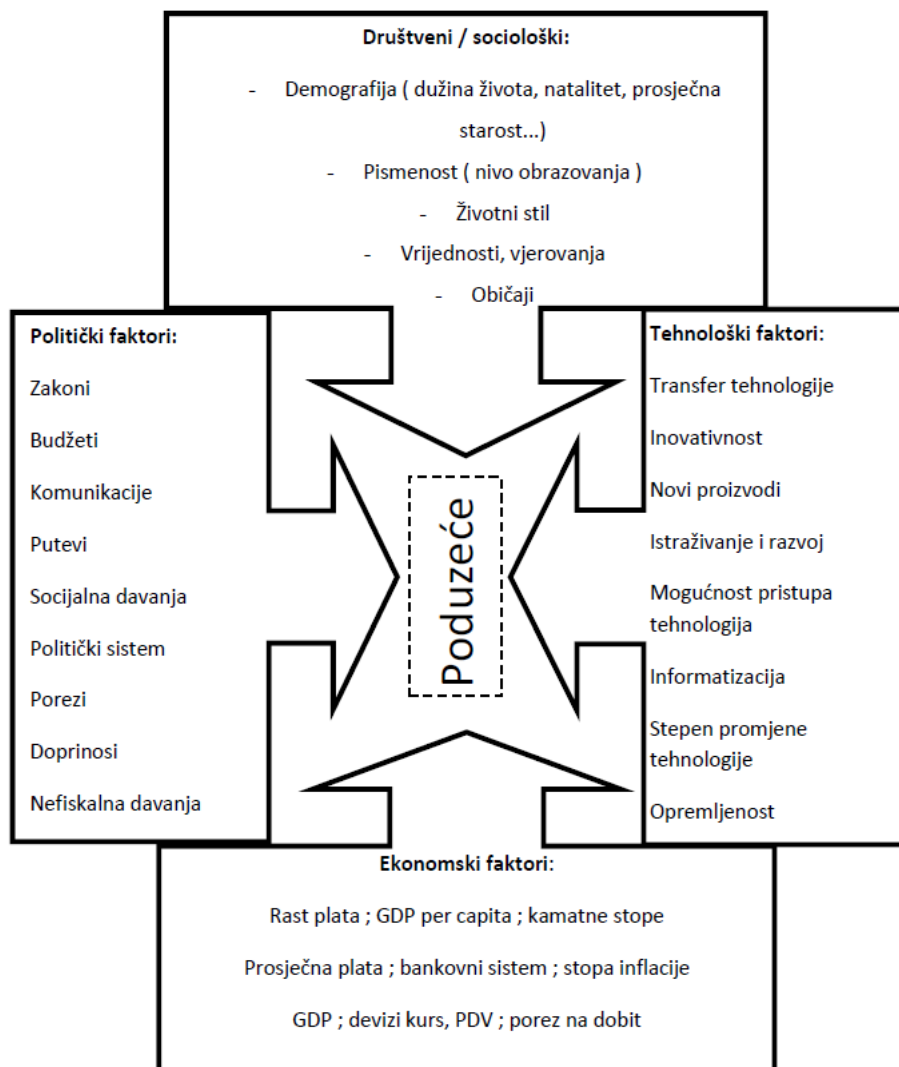 Društveni / sociološki:
- Demografija ( dužina života, natalitet, prosječna
starost...)
- Pismenost ( nivo obrazovanja )
- Životni stil
- Vrijednosti, vjerovanja
- Običaji
Politički faktori:
Zakoni
Budžeti
Komunikacije
Putevi
Socijalna davanja
Politički sistem
Porezi
Doprinosi
Nefiskalna davanja
Poduzeće
Tehnološki faktori:
Transfer tehnologije
Inovativnost
Novi proizvodi
Istraživanje i razvoj
Mogućnost pristupa
tehnologija
Informatizacija
Stepen promjene
tehnologije
Opremljenost
Ekonomski faktori:
Rast plata ; GDP per capita ; kamatne stope
Prosječna plata ; bankovni sistem ; stopa inflacije
GDP ; devizi kurs, PDV ; porez na dobit